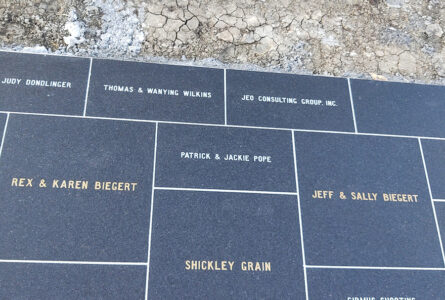 JUDY DONDLINGER
THOMAS & WANYING WILKINS
JEO CONSULTING GROUP, INC.
PATRICK & JACKIE POPE
REX & KAREN BIEGERT
JEFF & SALLY BIEGERT
SHICKLEY GRAIN